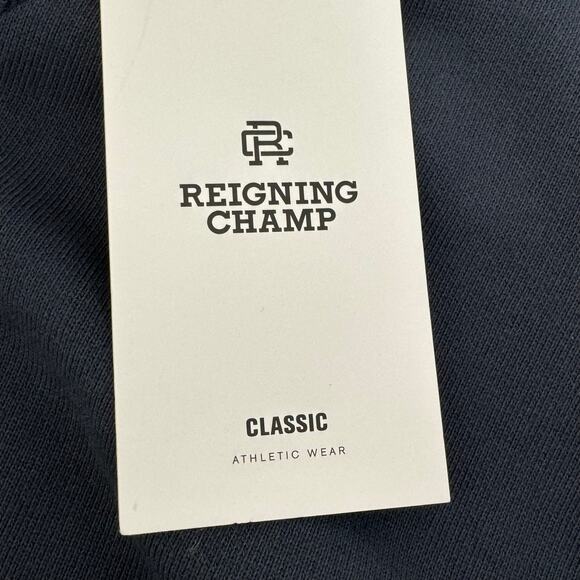 RC
REIGNING
CHAMP
CLASSIC
ATHLETIC WEAR